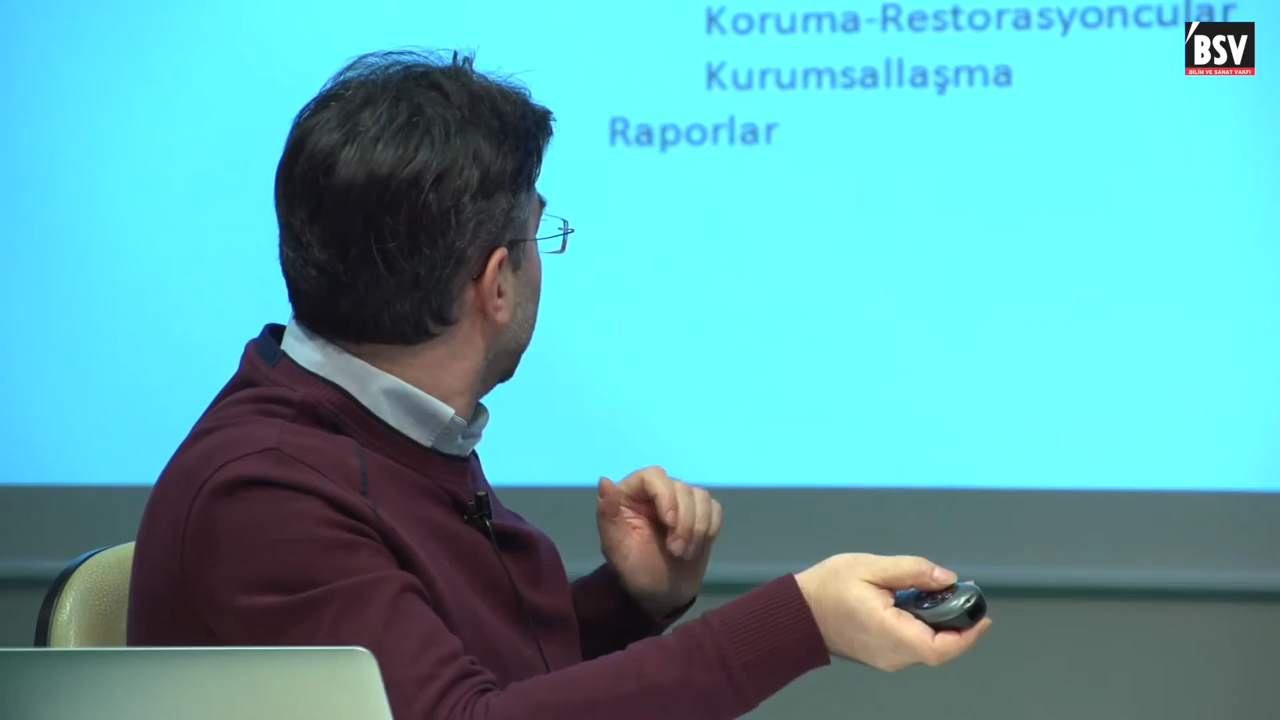 Koruma-Restorasyoncular
Kurumsallaşma
Raporlar
BSV
BİLİM VE SANAT VAKFI